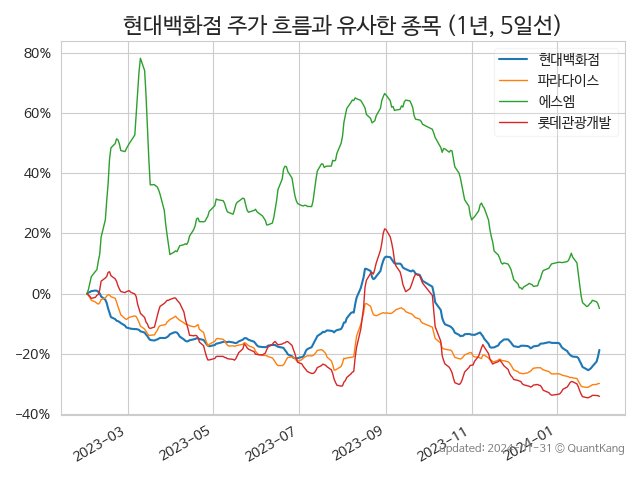 현대백화점 주가 흐름과 유사한 종목 (1년, 5일선)
현대백화점
파라다이스
에스엠
롯데관광개발
80%
60%
40%
20%
0%
−20%
−40%
2023-03
2023-05
2023-07
2023-09
2023-11
2024-01
updated: 2024-01-31 © QuantKang